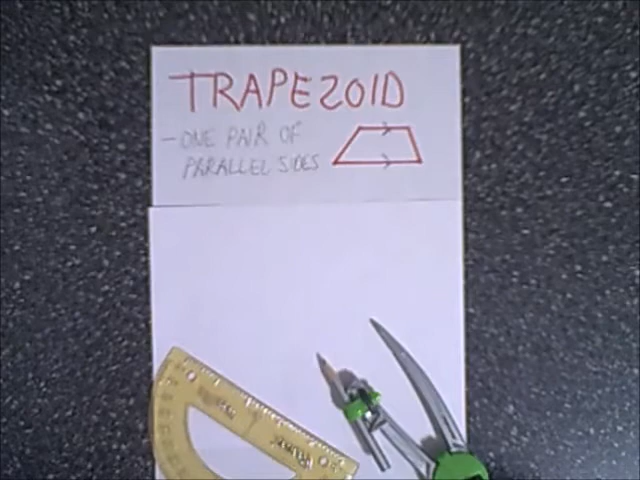 TRAPEZOID
- ONE PAIR OF
PARALLEL SIDES